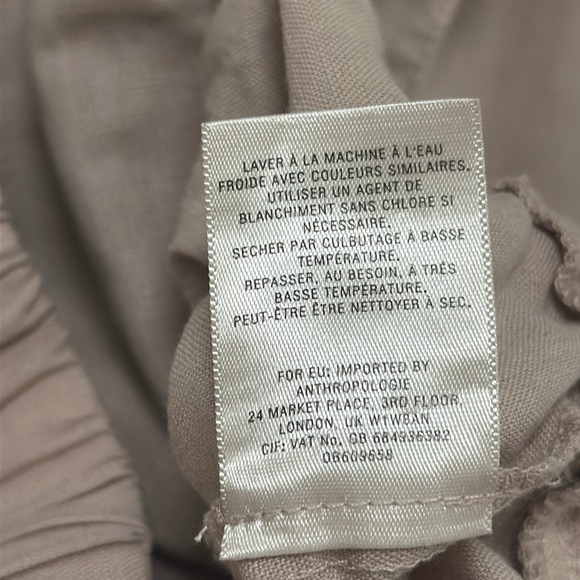 LAVER À LA MACHINE À L'EAU
FROIDE AVEC COULEURS SIMILAIRES.
UTILISER UN AGENT DE
BLANCHIMENT SANS CHLORE SI
NÉCESSAIRE.
SECHER PAR CULBUTAGE À BASSE
TEMPÉRATURE.
REPASSER, AU BESOIN, À TRÈS
BASSE TEMPÉRATURE.
PEUT-ÊTRE ÊTRE NETTOYER À SEC.
FOR EU: IMPORTED BY
ANTHROPOLOGIE
24 MARKET PLACE, 3RD FLOOR,
LONDON, UK W1W8AN
CIF: VAT No. GB 684936382
OB609658